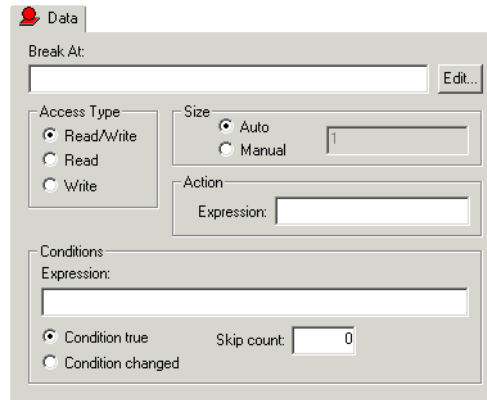 Data
Break At:
Edit...
Access Type
Read/Write
Read
Write
Size
Auto
Manual
1
Action
Expression:
Conditions
Expression:
Condition true
Condition changed
Skip count: 0